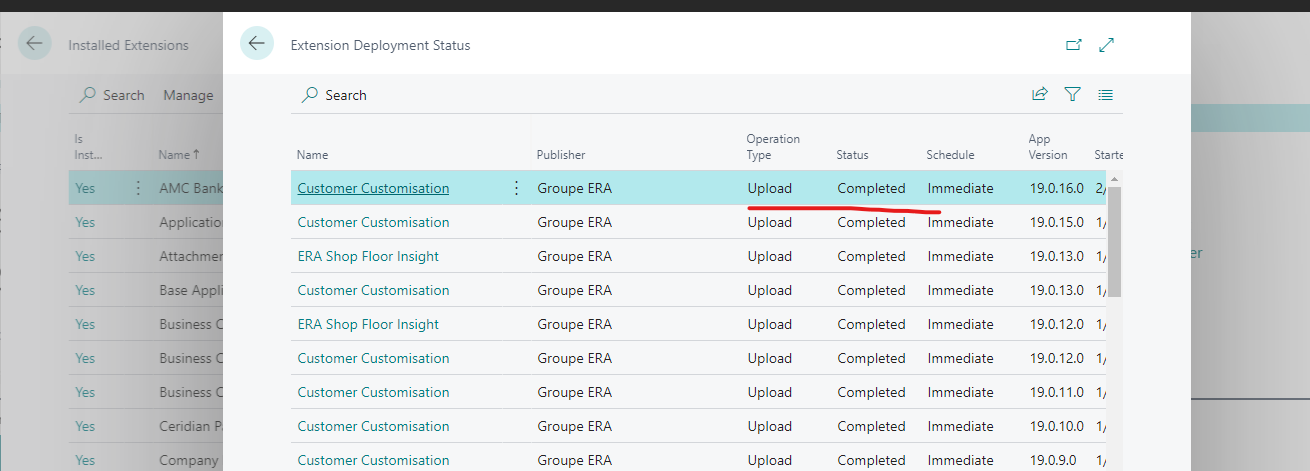 Installed Extensions
Extension Deployment Status
Search Manage
Search
Is
Inst... Name ↑
Name Publisher Operation Type Status Schedule App Version Starte
Yes AMC Bank
Customer Customisation Groupe ERA Upload Completed Immediate 19.0.16.0 2/
Yes Application
Customer Customisation Groupe ERA Upload Completed Immediate 19.0.15.0 1/
Yes Attachmen
ERA Shop Floor Insight Groupe ERA Upload Completed Immediate 19.0.13.0 1/
er
Yes Base Appli
Customer Customisation Groupe ERA Upload Completed Immediate 19.0.13.0 1/
Yes Business C
ERA Shop Floor Insight Groupe ERA Upload Completed Immediate 19.0.12.0 1/
Yes Business C
Customer Customisation Groupe ERA Upload Completed Immediate 19.0.12.0 1/
Yes Business C
Customer Customisation Groupe ERA Upload Completed Immediate 19.0.11.0 1/
Yes Ceridian P
Customer Customisation Groupe ERA Upload Completed Immediate 19.0.10.0 1/
Yes Company
Customer Customisation Groupe ERA Upload Completed Immediate 19.0.9.0 1/